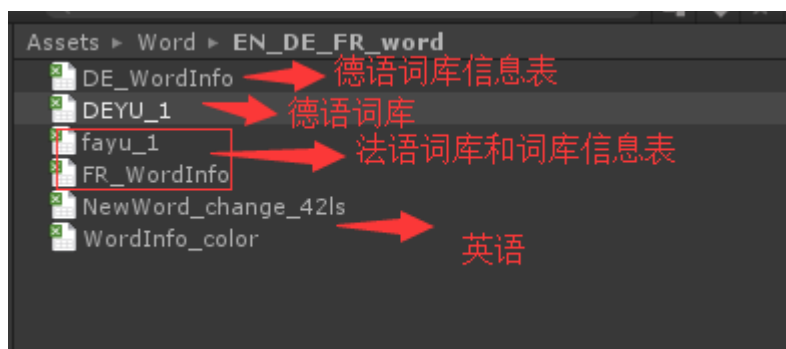 Assets ▸ Word ▸ EN_DE_FR_word
DE_WordInfo 德语词库信息表
DEYU_1 德语词库
fayu_1 法语词库和词库信息表
FR_WordInfo
NewWord_change_42ls
WordInfo_color 英语